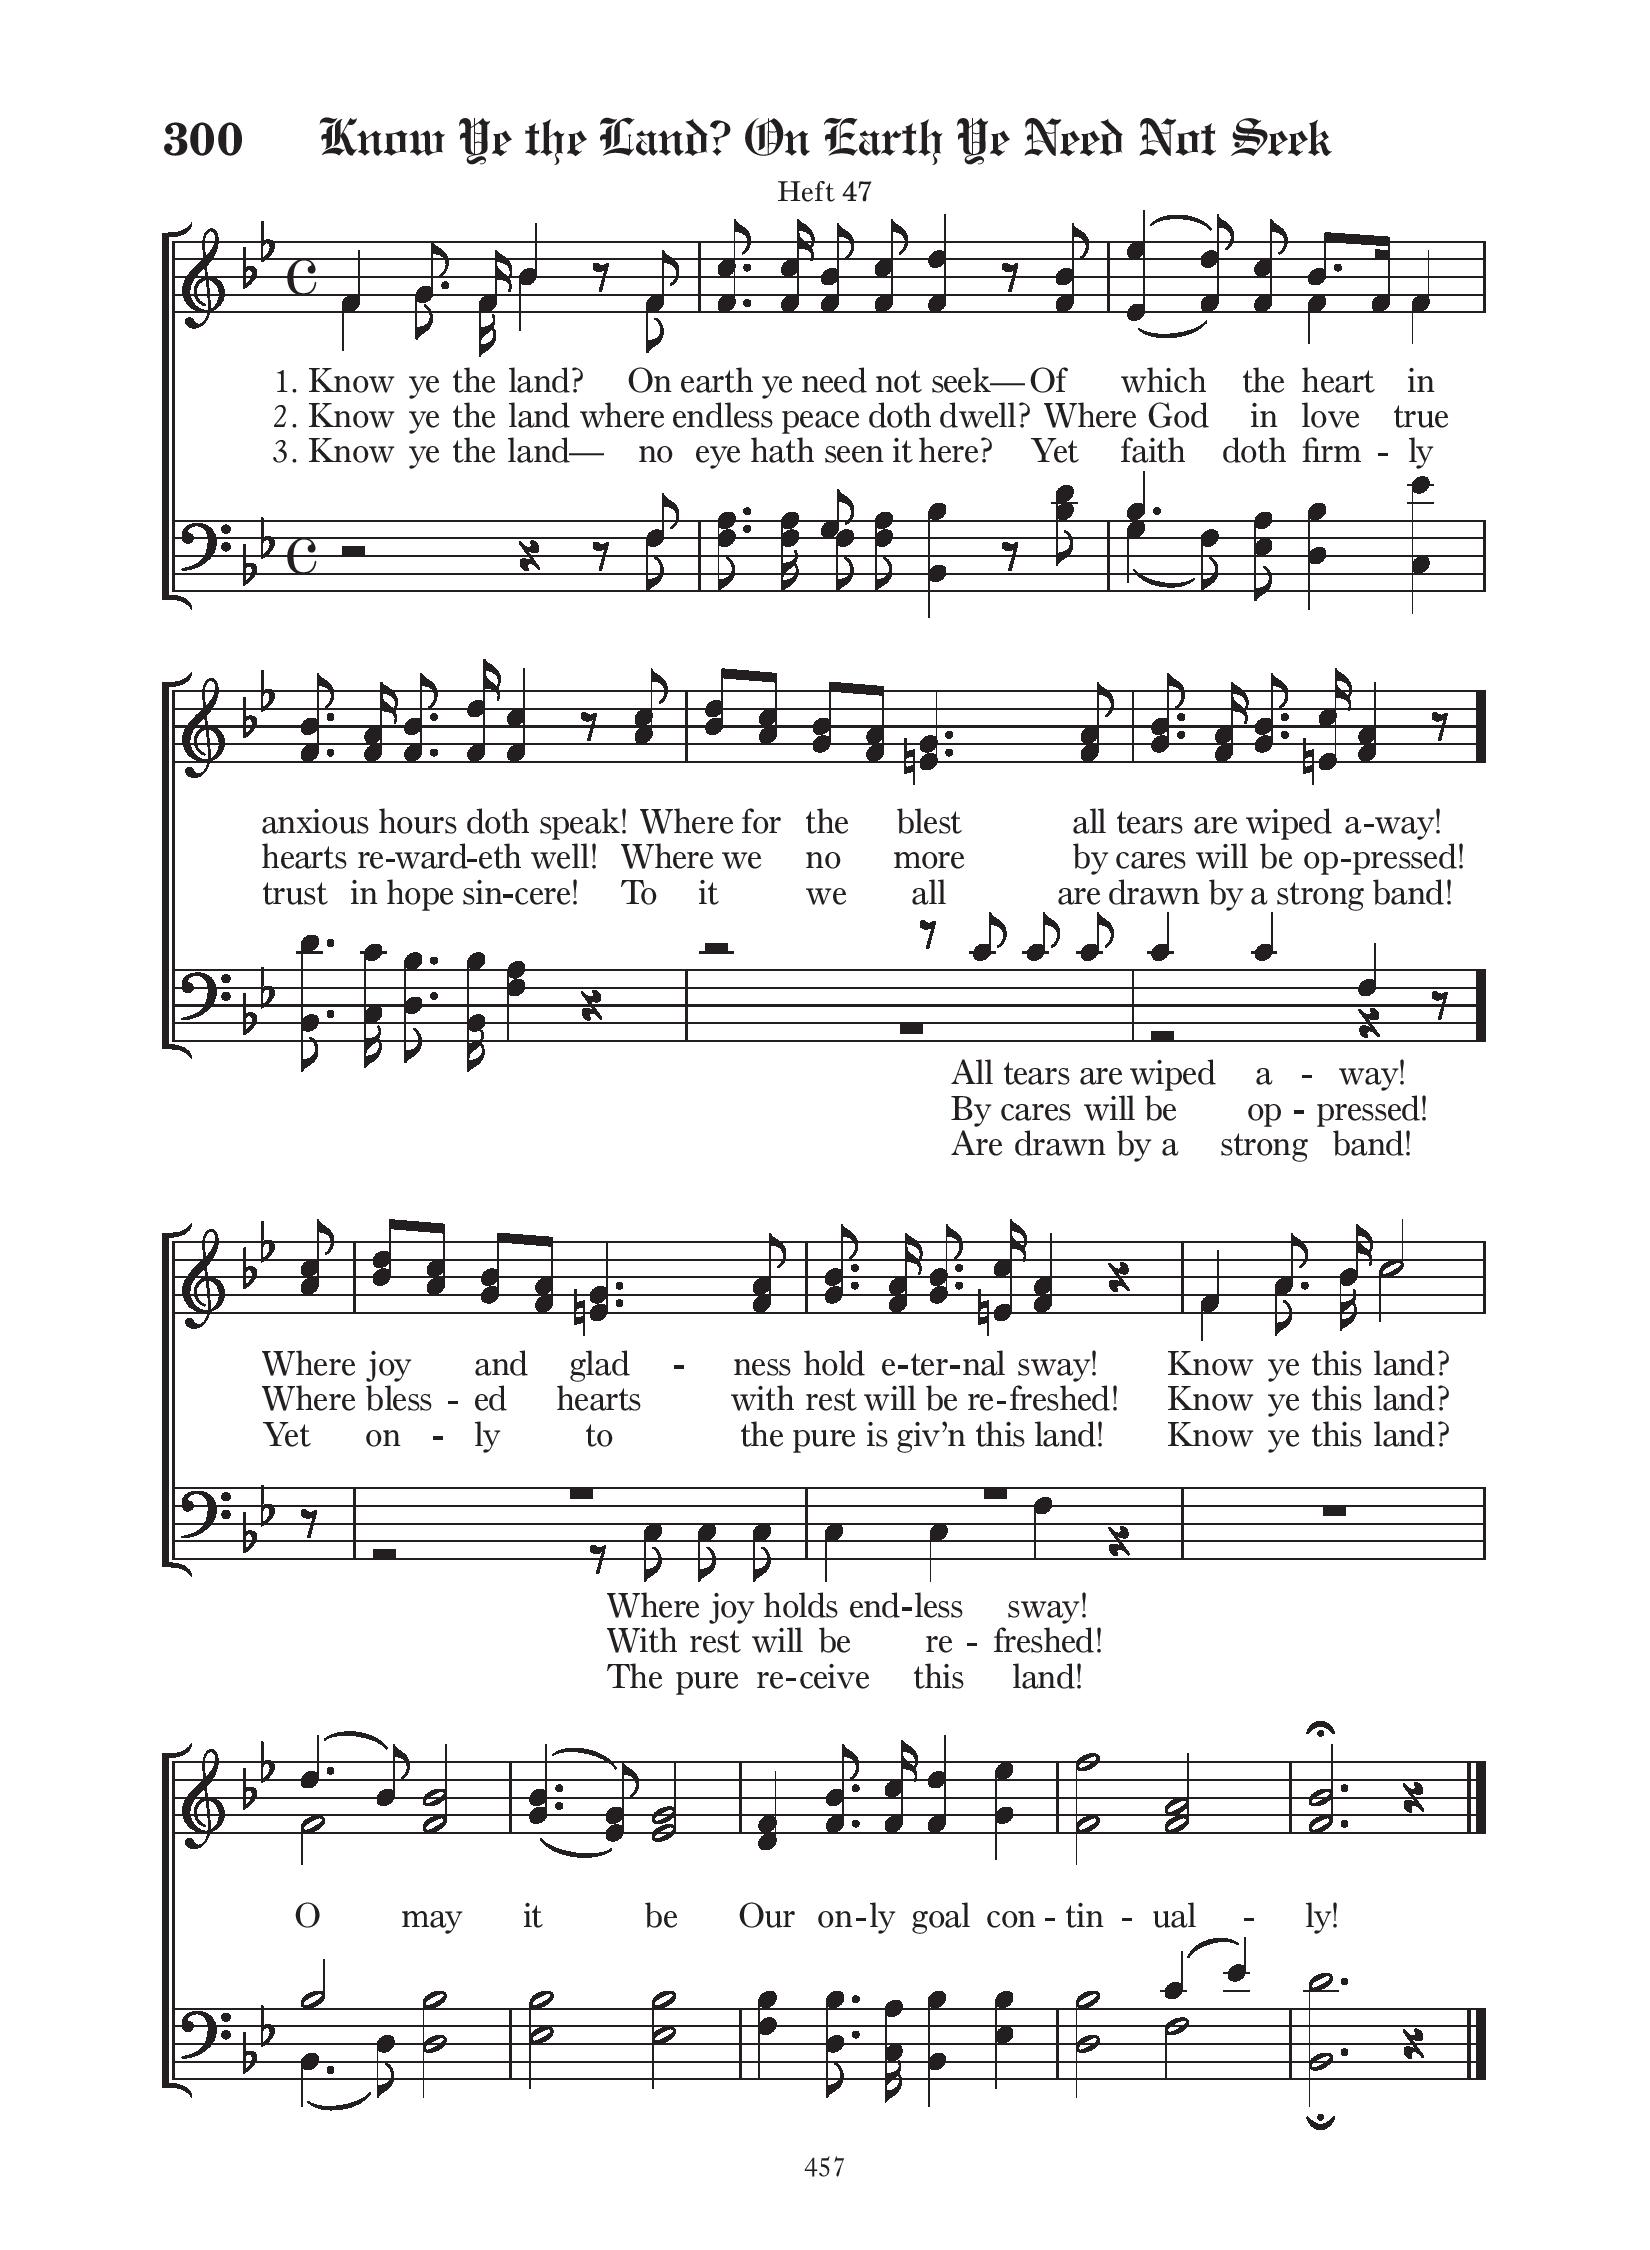 300 Know Ye the Land? On Earth Ye Need Not Seek
Heft 47
1. Know ye the land? On earth ye need not seek—Of which the heart in
2. Know ye the land where endless peace doth dwell? Where God in love true
3. Know ye the land— no eye hath seen it here? Yet faith doth firm - ly
anxious hours doth speak! Where for the blest all tears are wiped a-way!
hearts re-ward-eth well! Where we no more by cares will be op-pressed!
trust in hope sin-cere! To it we all are drawn by a strong band!
All tears are wiped a - way!
By cares will be op - pressed!
Are drawn by a strong band!
Where joy and glad - ness hold e-ter-nal sway! Know ye this land?
Where bless - ed hearts with rest will be re-freshed! Know ye this land?
Yet on - ly to the pure is giv’n this land! Know ye this land?
Where joy holds end-less sway!
With rest will be re - freshed!
The pure re-ceive this land!
O may it be Our on-ly goal con - tin - ual - ly!
457